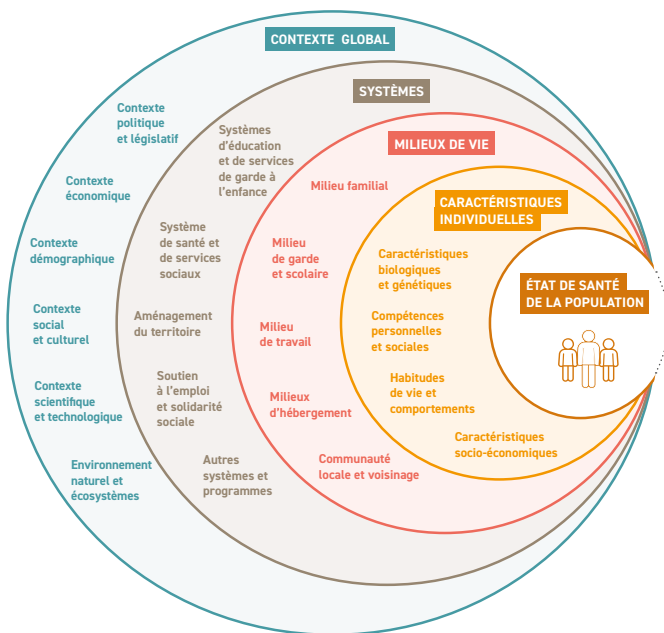 CONTEXTE GLOBAL
Contexte
politique
et législatif
Contexte
économique
Contexte
démographique
Contexte
social
et culturel
Contexte
scientifique
et technologique
Environnement
naturel et
écosystèmes
SYSTÈMES
Systèmes
d'éducation
et de services
de garde à
l'enfance
Système
de santé et
de services
sociaux
Aménagement
du territoire
Soutien
à l'emploi
et solidarité
sociale
Autres
systèmes et
programmes
MILIEUX DE VIE
Milieu familial
Milieu
de garde
et scolaire
Milieu
de travail
Milieux
d'hébergement
Communauté
locale et voisinage
CARACTÉRISTIQUES
INDIVIDUELLES
Caractéristiques
biologiques
et génétiques
Compétences
personnelles
et sociales
Habitudes
de vie et
comportements
Caractéristiques
socio-économiques
ÉTAT DE SANTÉ
DE LA POPULATION